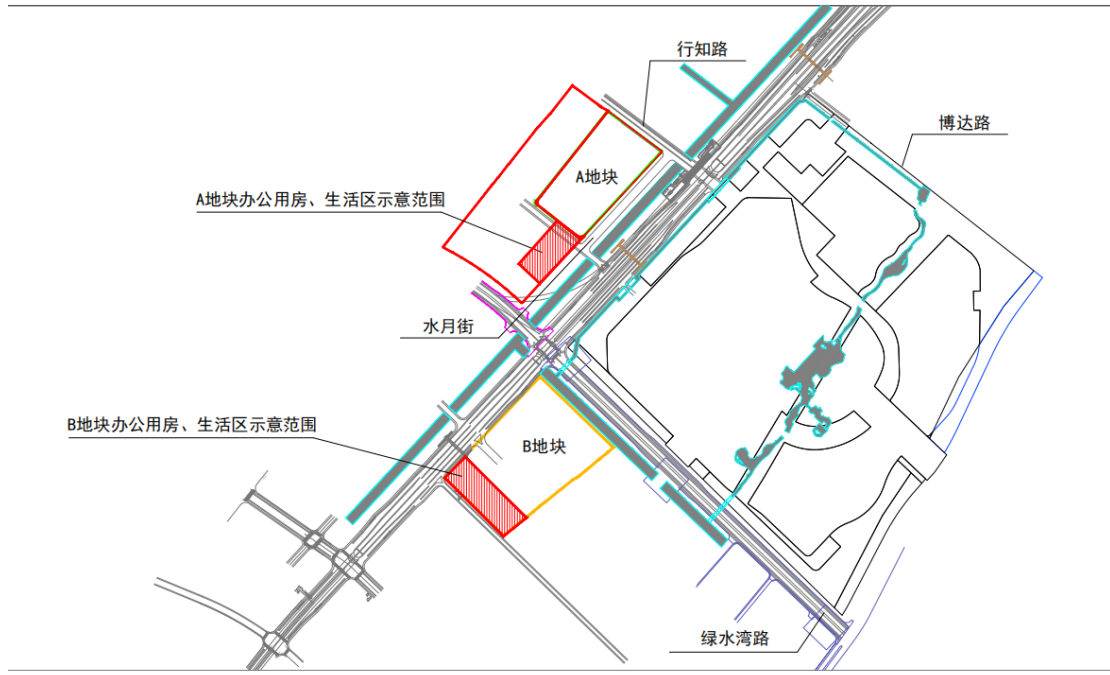 行知路
博达路
A地块
A地块办公用房、生活区示意范围
水月街
B地块办公用房、生活区示意范围
B地块
绿水湾路